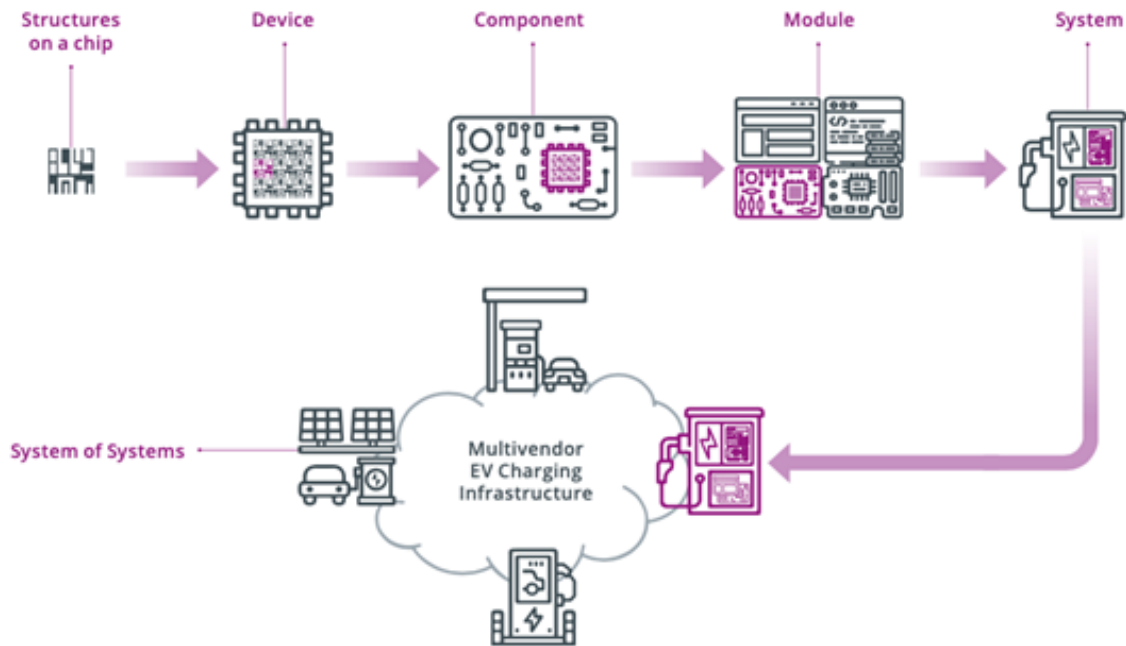 Structures
on a chip
Device
Component
Module
System
System of Systems
Multivendor
EV Charging
Infrastructure